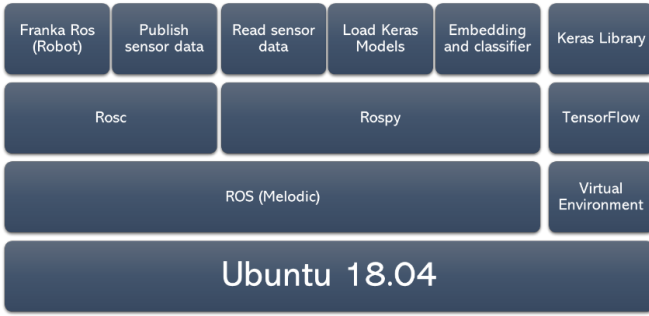 Franka Ros
(Robot)
Publish
sensor data
Read sensor
data
Load Keras
Models
Embedding
and classifier
Keras Library
Rosc
Rospy
TensorFlow
ROS (Melodic)
Virtual
Environment
Ubuntu 18.04